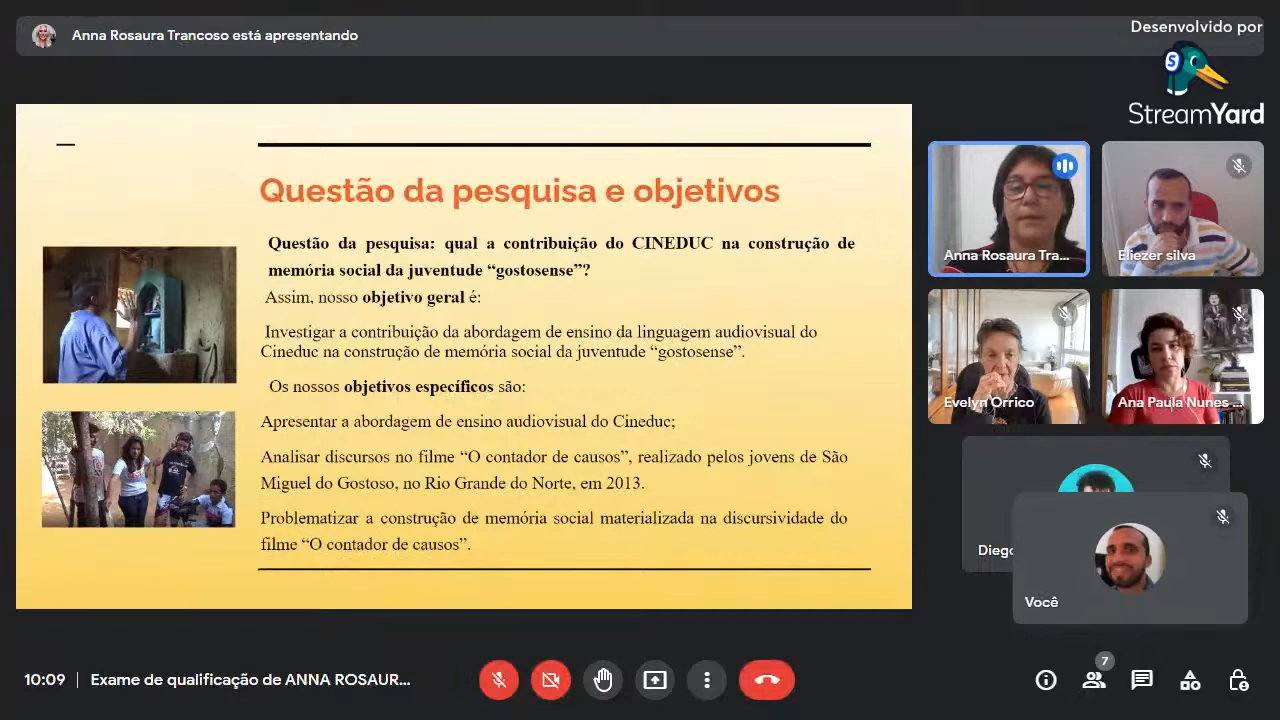 Anna Rosaura Trancoso está apresentando
Desenvolvido por
S
StreamYard
Questão da pesquisa e objetivos
Questão da pesquisa: qual a contribuição do CINEDUC na construção de
memória social da juventude “gostosense”?
Assim, nosso objetivo geral é:
Investigar a contribuição da abordagem de ensino da linguagem audiovisual do
Cineduc na construção de memória social da juventude “gostosense”.
Os nossos objetivos específicos são:
Apresentar a abordagem de ensino audiovisual do Cineduc;
Analisar discursos no filme “O contador de causos”, realizado pelos jovens de São
Miguel do Gostoso, no Rio Grande do Norte, em 2013.
Problematizar a construção de memória social materializada na discursividade do
filme “O contador de causos”.
Anna Rosaura Tra...
Eliezer silva
Evelyn Orrico
Ana Paula Nunes ...
Diego
Você
10:09 | Exame de qualificação de ANNA ROSAUR...
7